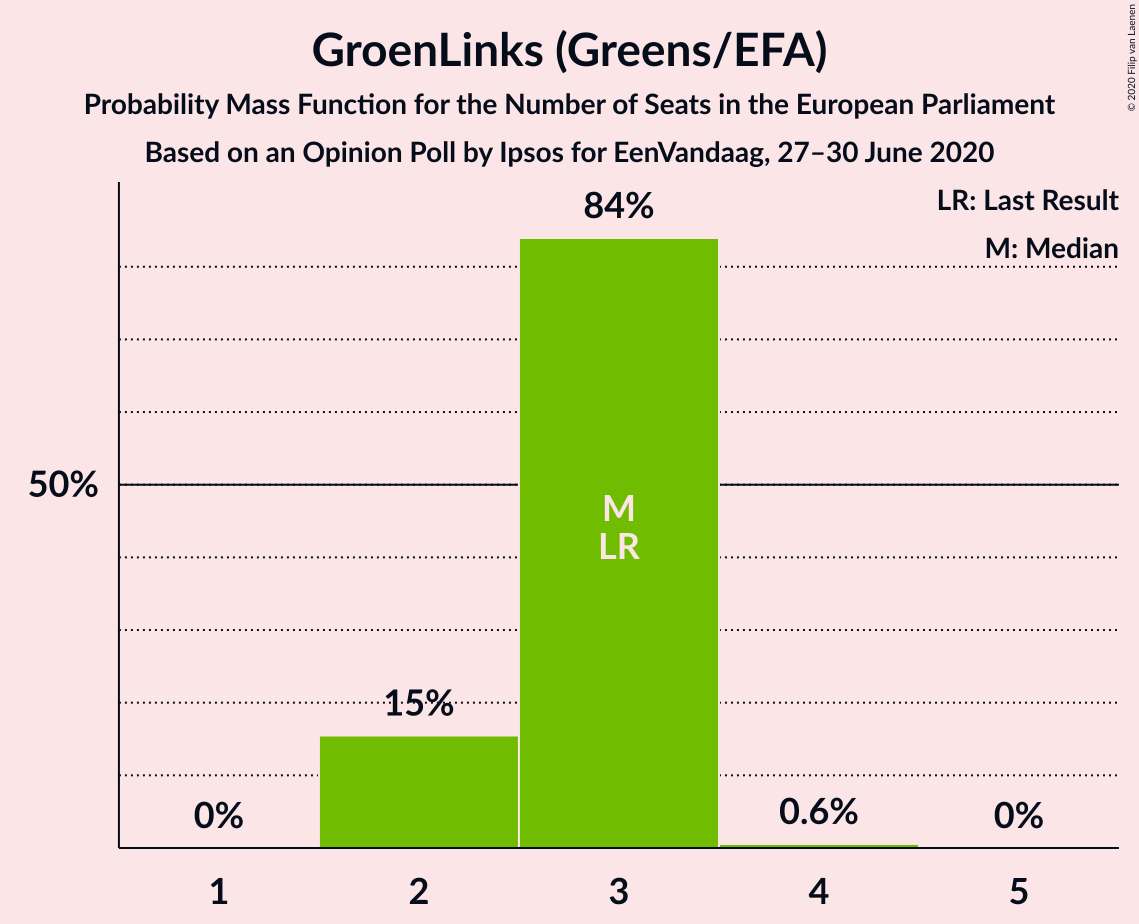 GroenLinks (Greens/EFA)
Probability Mass Function for the Number of Seats in the European Parliament
Based on an Opinion Poll by Ipsos for EenVandaag, 27–30 June 2020
© 2020 Filip van Laenen
LR: Last Result
M: Median
84%
50%
M
LR
15%
0%
0.6%
0%
1 2 3 4 5